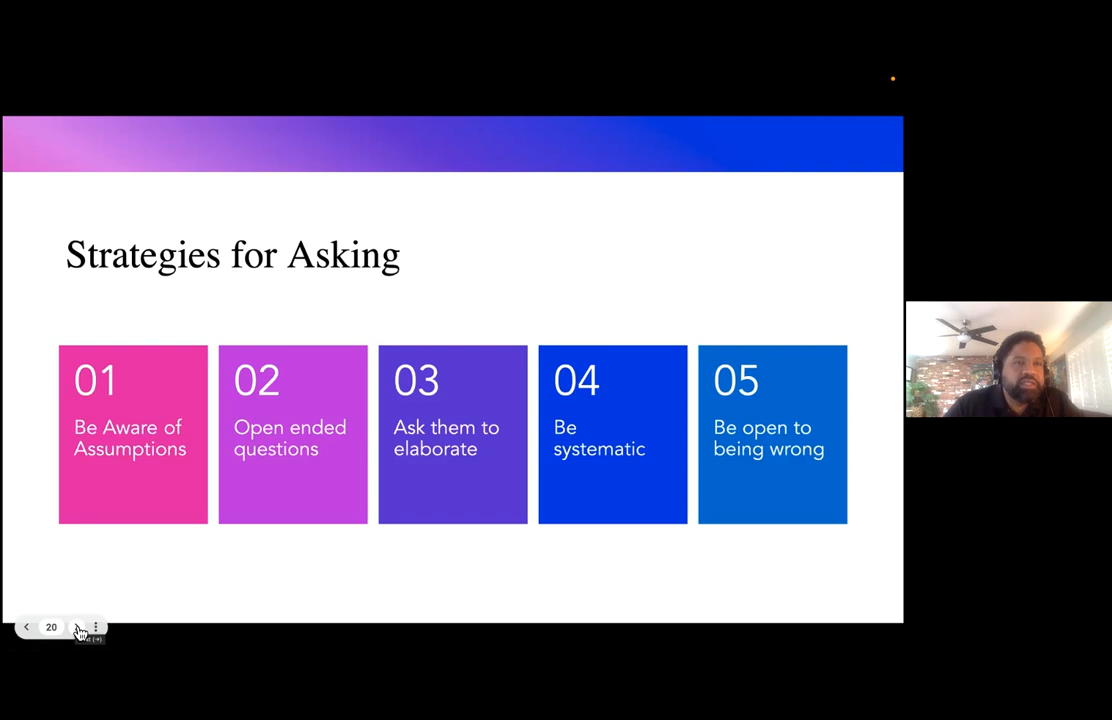 Strategies for Asking
01
Be Aware of
Assumptions
02
Open ended
questions
03
Ask them to
elaborate
04
Be
systematic
05
Be open to
being wrong
20